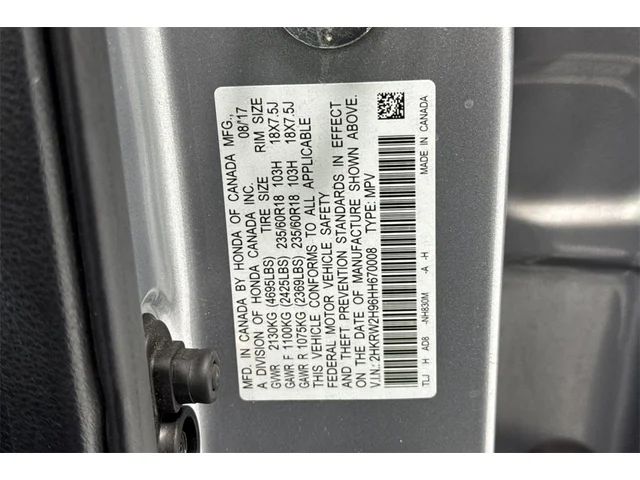 MFD. IN CANADA BY HONDA OF CANADA MFG.,
A DIVISION OF HONDA CANADA INC. 08/17
TIRE SIZE RIM SIZE
GVWR 2130KG (4695LBS)
GAWR F 1100KG (2425LBS) 235/60R18 103H 18X7.5J
GAWR R 1075KG (2369LBS) 235/60R18 103H 18X7.5J
THIS VEHICLE CONFORMS TO ALL APPLICABLE
FEDERAL MOTOR VEHICLE SAFETY
AND THEFT PREVENTION STANDARDS IN EFFECT
ON THE DATE OF MANUFACTURE SHOWN ABOVE.
V.I.N.: 2HKRW2H96HH670008 TYPE: MPV
TLJ H AD8 -NH830M -A -H MADE IN CANADA